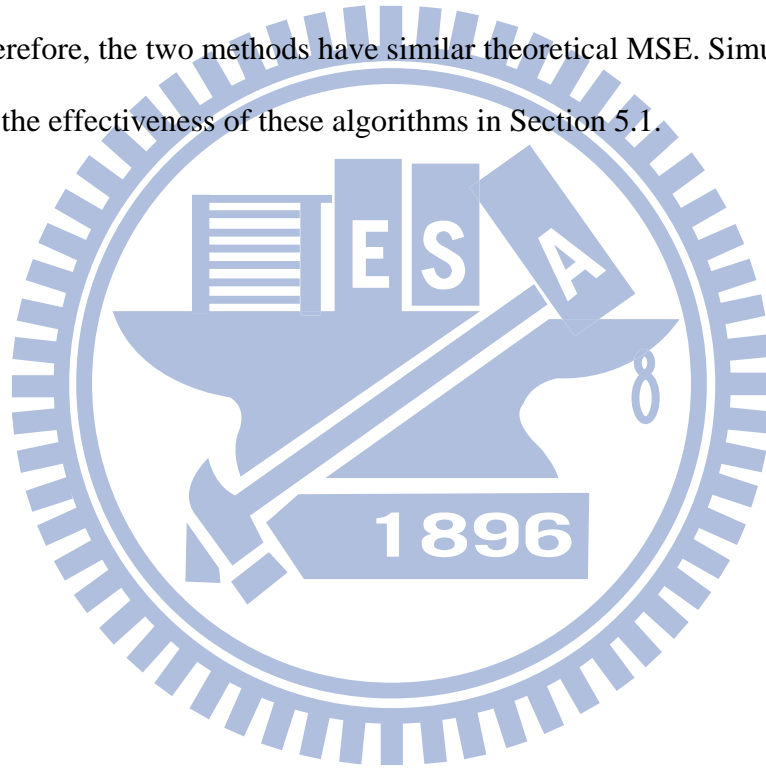 erefore, the two methods have similar theoretical MSE. Simu
the effectiveness of these algorithms in Section 5.1.
E S A
1896